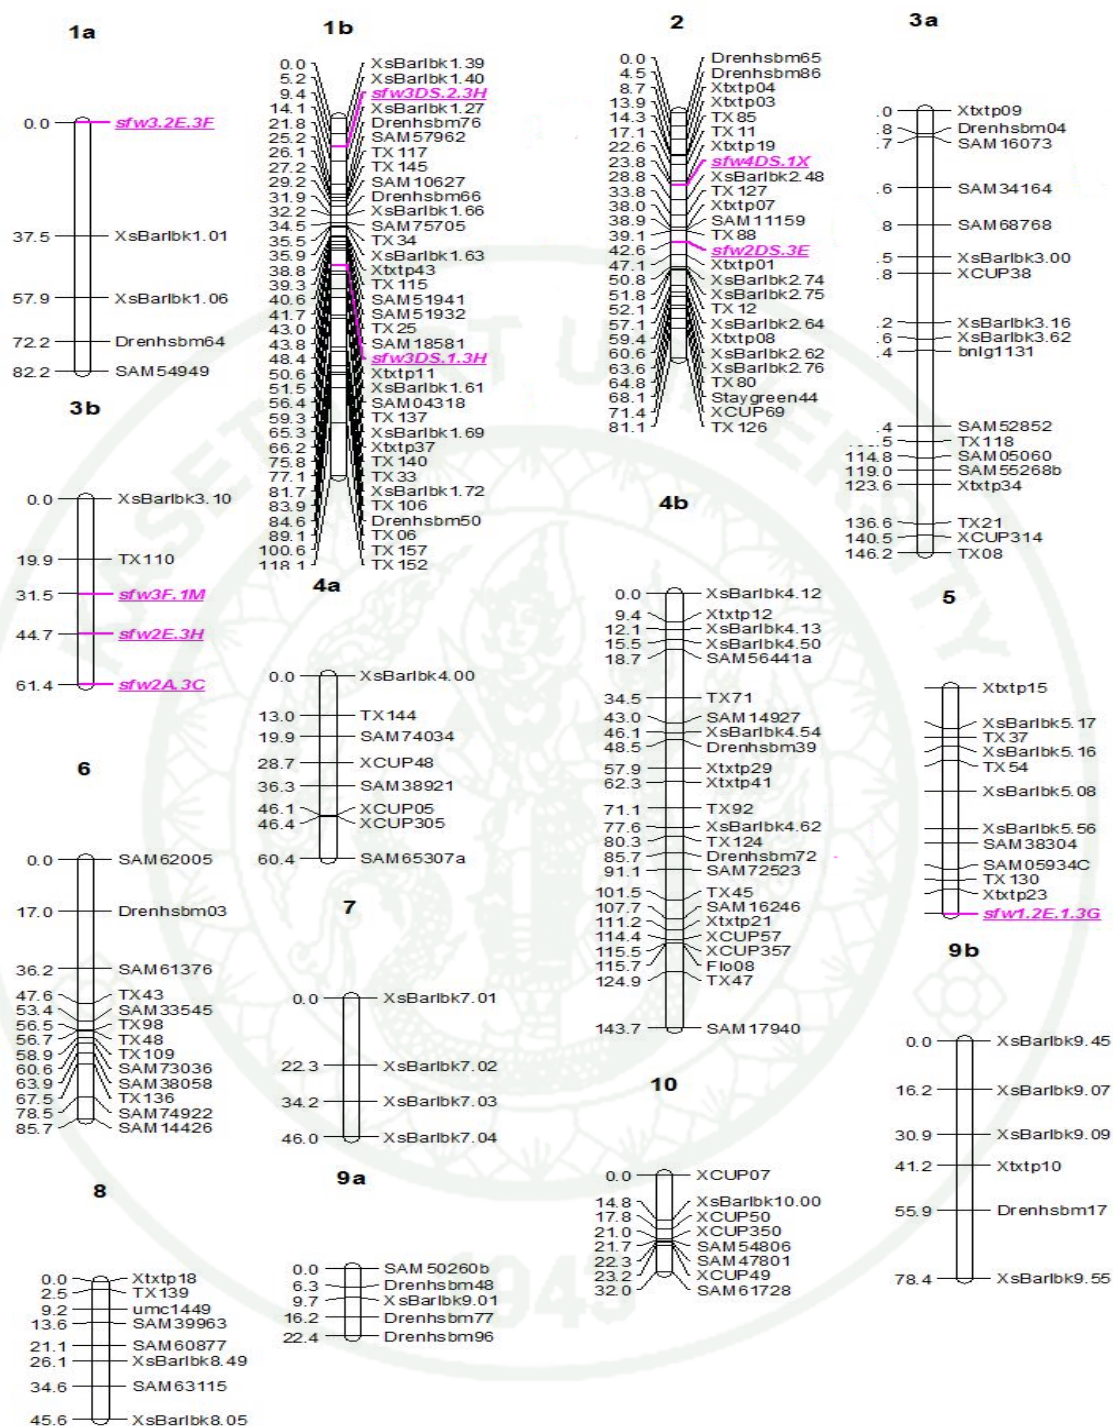 1a
0.0 sfw3.2E.3F
37.5 XsBarlbk1.01
57.9 XsBarlbk1.06
72.2 Drenhsbm64
82.2 SAM54949
1b
0.0 XsBarlbk1.39
5.2 XsBarlbk1.40
9.4 sfw3DS.2.3H
14.1 XsBarlbk1.27
21.8 Drenhsbm76
25.2 SAM57962
26.1 TX117
27.2 TX145
29.2 SAM10627
31.9 Drenhsbm66
32.2 XsBarlbk1.66
34.5 SAM75705
35.5 TX34
35.9 XsBarlbk1.63
38.8 Xtxtp43
39.3 TX115
40.6 SAM51941
41.7 SAM51932
43.0 TX25
43.8 SAM18581
48.4 sfw3DS.1.3H
50.6 Xtxtp11
51.5 XsBarlbk1.61
56.4 SAM04318
59.3 TX137
65.3 XsBarlbk1.69
66.2 Xtxtp37
75.8 TX140
77.1 TX33
81.7 XsBarlbk1.72
83.9 TX106
84.6 Drenhsbm50
89.1 TX06
100.6 TX157
118.1 TX152
2
0.0 Drenhsbm65
4.5 Drenhsbm86
8.7 Xtxtp04
13.9 Xtxtp03
14.3 TX85
17.1 TX11
22.6 Xtxtp19
23.8 sfw4DS.1X
28.8 XsBarlbk2.48
33.8 TX127
38.0 Xtxtp07
38.9 SAM11159
39.1 TX88
42.6 sfw2DS.3E
47.1 Xtxtp01
50.8 XsBarlbk2.74
51.8 XsBarlbk2.75
52.1 TX12
57.1 XsBarlbk2.64
59.4 Xtxtp08
60.6 XsBarlbk2.62
63.6 XsBarlbk2.76
64.8 TX80
68.1 Staygreen44
71.4 XCUP69
81.1 TX126
3a
.0 Xtxtp09
.8 Drenhsbm04
.7 SAM16073
.6 SAM34164
.8 SAM68768
.5 XsBarlbk3.00
.8 XCUP38
.2 XsBarlbk3.16
.6 XsBarlbk3.62
.4 bnlg1131
.4 SAM52852
.5 TX118
114.8 SAM05060
119.0 SAM55268b
123.6 Xtxtp34
136.6 TX21
140.5 XCUP314
146.2 TX08
3b
0.0 XsBarlbk3.10
19.9 TX110
31.5 sfw3F.1M
44.7 sfw2E.3H
61.4 sfw2A.3C
4a
0.0 XsBarlbk4.00
13.0 TX144
19.9 SAM74034
28.7 XCUP48
36.3 SAM38921
46.1 XCUP05
46.4 XCUP305
60.4 SAM65307a
4b
0.0 XsBarlbk4.12
9.4 Xtxtp12
12.1 XsBarlbk4.13
15.5 XsBarlbk4.50
18.7 SAM56441a
34.5 TX71
43.0 SAM14927
46.1 XsBarlbk4.54
48.5 Drenhsbm39
57.9 Xtxtp29
62.3 Xtxtp41
71.1 TX92
77.6 XsBarlbk4.62
80.3 TX124
85.7 Drenhsbm72
91.1 SAM72523
101.5 TX45
107.7 SAM16246
111.2 Xtxtp21
114.4 XCUP57
115.5 XCUP357
115.7 Flo08
124.9 TX47
143.7 SAM17940
5
Xtxtp15
XsBarlbk5.17
TX37
XsBarlbk5.16
TX54
XsBarlbk5.08
XsBarlbk5.56
SAM38304
SAM05934C
TX130
Xtxtp23
sfw1.2E.1.3G
6
0.0 SAM62005
17.0 Drenhsbm03
36.2 SAM61376
47.6 TX43
53.4 SAM33545
56.5 TX98
56.7 TX48
58.9 TX109
60.6 SAM73036
63.9 SAM38058
67.5 TX136
78.5 SAM74922
85.7 SAM14426
7
0.0 XsBarlbk7.01
22.3 XsBarlbk7.02
34.2 XsBarlbk7.03
46.0 XsBarlbk7.04
8
0.0 Xtxtp18
2.5 TX139
9.2 umc1449
13.6 SAM39963
21.1 SAM60877
26.1 XsBarlbk8.49
34.6 SAM63115
45.6 XsBarlbk8.05
9a
0.0 SAM50260b
6.3 Drenhsbm48
9.7 XsBarlbk9.01
16.2 Drenhsbm77
22.4 Drenhsbm96
10
0.0 XCUP07
14.8 XsBarlbk10.00
17.8 XCUP50
21.0 XCUP350
21.7 SAM54806
22.3 SAM47801
23.2 XCUP49
32.0 SAM61728
9b
0.0 XsBarlbk9.45
16.2 XsBarlbk9.07
30.9 XsBarlbk9.09
41.2 Xtxtp10
55.9 Drenhsbm17
78.4 XsBarlbk9.55
1943